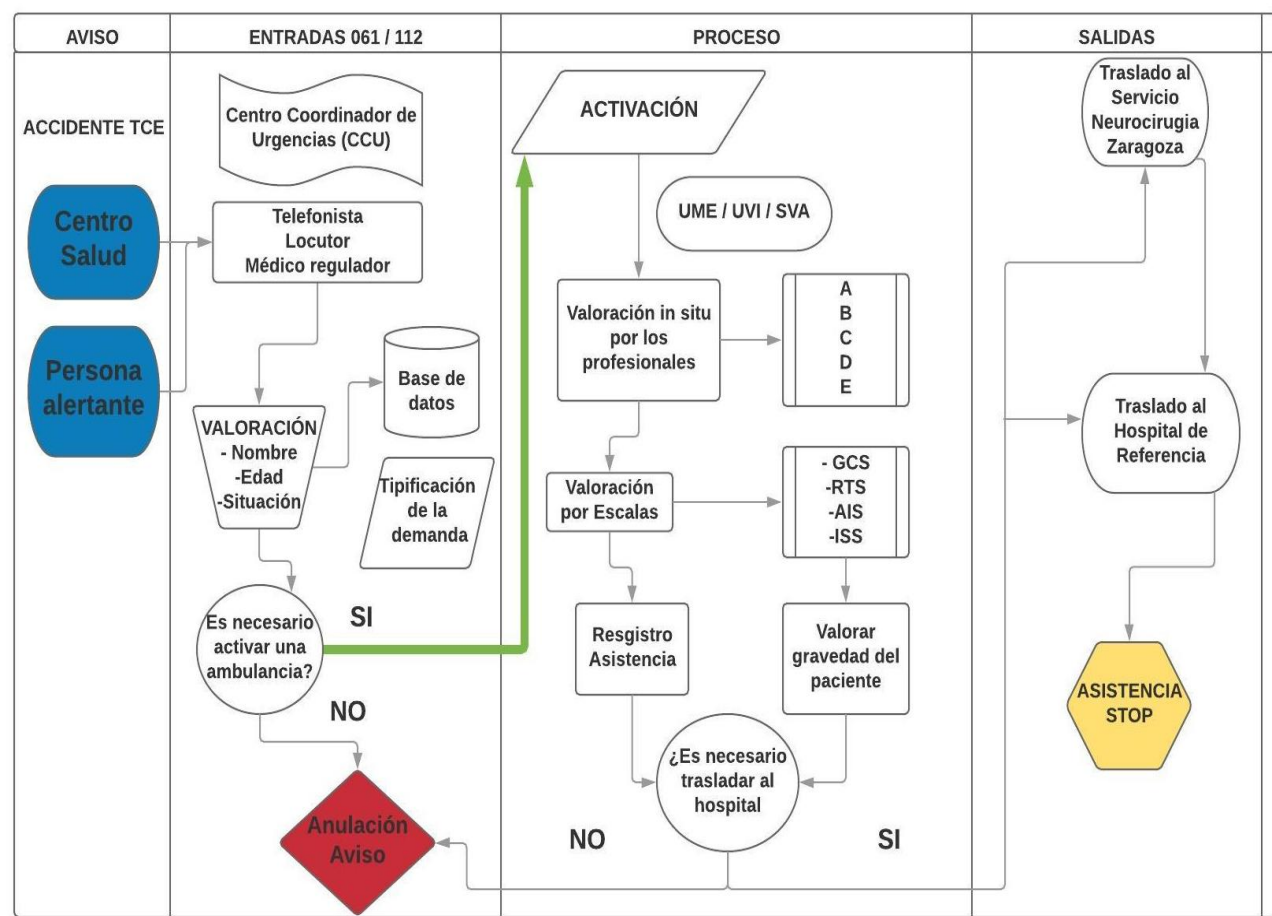 AVISO
ENTRADAS 061 / 112
PROCESO
SALIDAS
ACCIDENTE TCE
Centro
Salud
Persona
alertante
Centro Coordinador de
Urgencias (CCU)
Telefonista
Locutor
Médico regulador
VALORACIÓN
- Nombre
-Edad
-Situación
Base de
datos
Tipificación
de la
demanda
Es necesario
activar una
ambulancia?
SI
NO
Anulación
Aviso
ACTIVACIÓN
UME / UVI / SVA
Valoración in situ
por los
profesionales
A
B
C
D
E
Valoración
por Escalas
- GCS
-RTS
-AIS
-ISS
Resgistro
Asistencia
Valorar
gravedad del
paciente
¿Es necesario
trasladar al
hospital
NO
SI
Traslado al
Servicio
Neurocirugia
Zaragoza
Traslado al
Hospital de
Referencia
ASISTENCIA
STOP